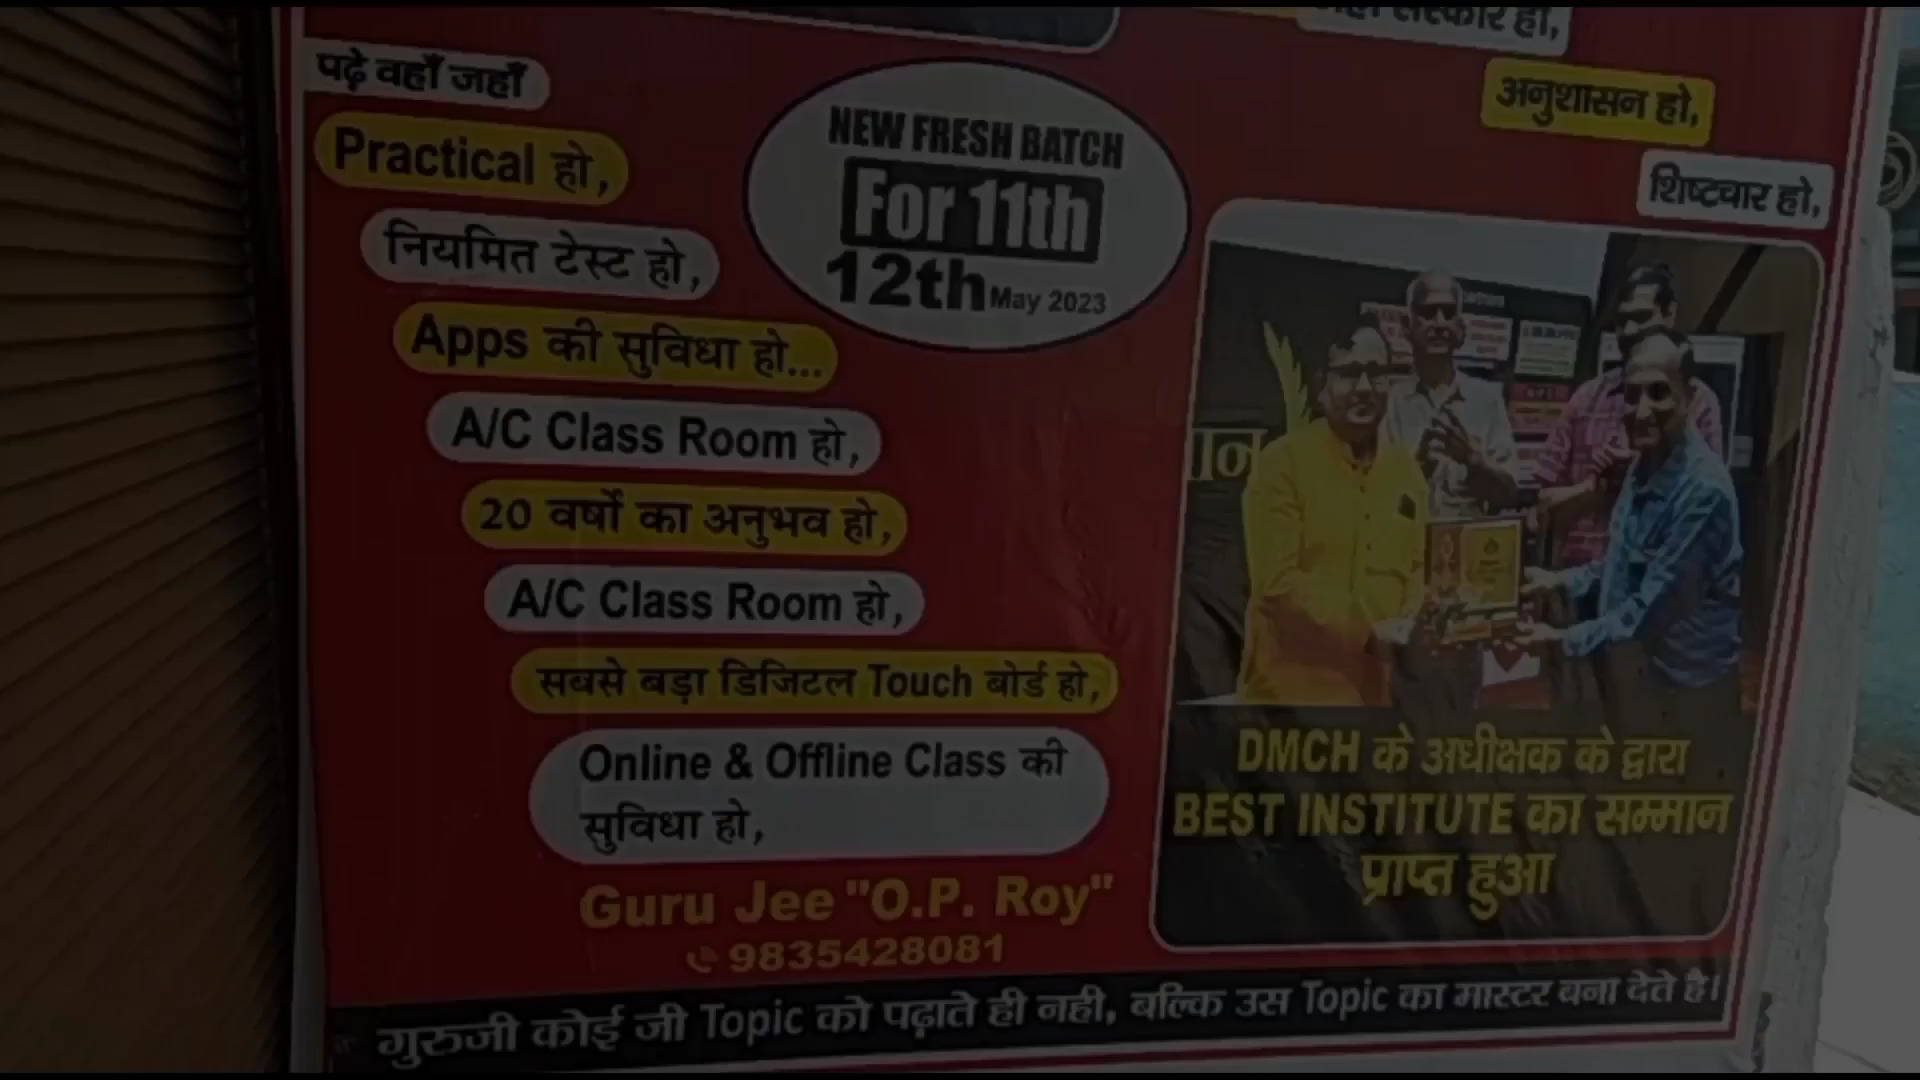 संस्कार हो,
पढ़े वहाँ जहाँ
अनुशासन हो,
Practical हो,
शिष्टचार हो,
NEW FRESH BATCH
For 11th
12th May 2023
नियमित टेस्ट हो,
Apps की सुविधा हो...
A/C Class Room हो,
20 वर्षो का अनुभव हो,
A/C Class Room हो,
सबसे बड़ा डिजिटल Touch बोर्ड हो,
Online & Offline Class की
सुविधा हो,
Guru Jee "O.P. Roy"
9835428081
DMCH के अधीक्षक के द्वारा
BEST INSTITUTE का सम्मान
प्राप्त हुआ
गुरुजी कोई जी Topic को पढ़ाते ही नही, बल्कि उस Topic का मास्टर बना देते है।